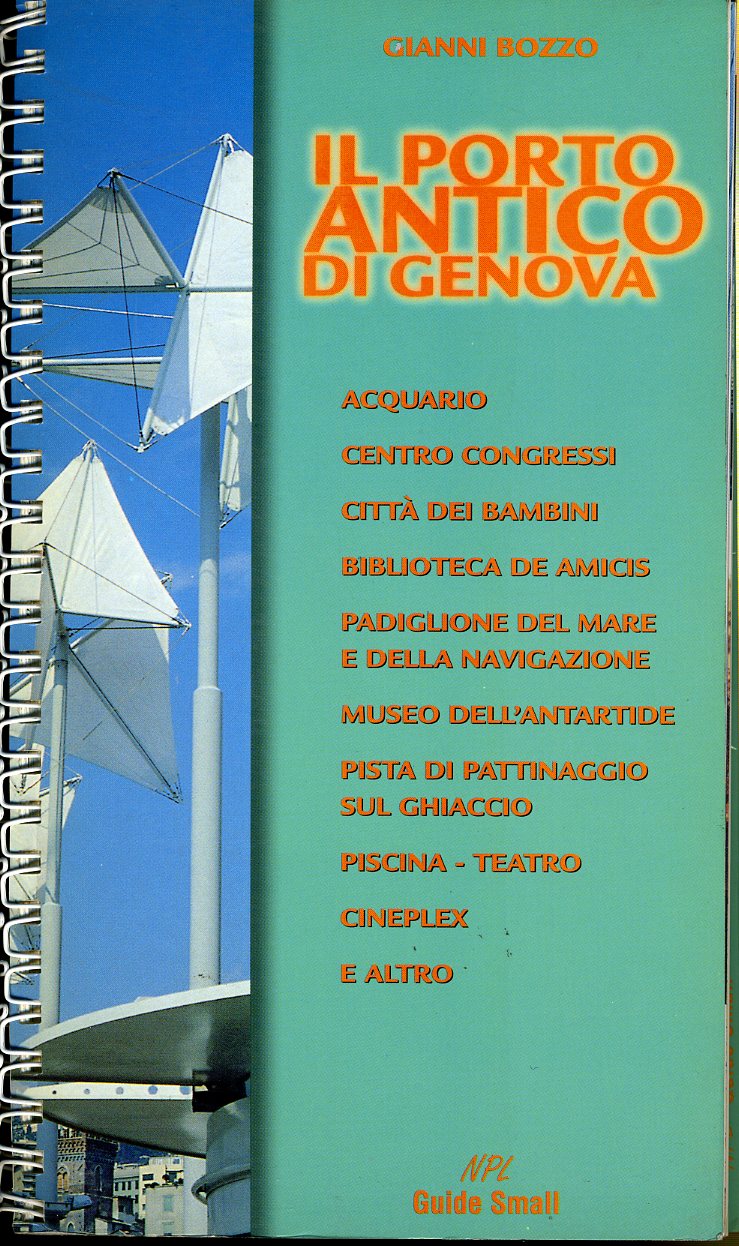 GIANNI BOZZO
IL PORTO
ANTICO
DI GENOVA
ACQUARIO
CENTRO CONGRESSI
CITTÀ DEI BAMBINI
BIBLIOTECA DE AMICIS
PADIGLIONE DEL MARE
E DELLA NAVIGAZIONE
MUSEO DELL'ANTARTIDE
PISTA DI PATTINAGGIO
SUL GHIACCIO
PISCINA - TEATRO
CINEPLEX
E ALTRO
NPL
Guide Small